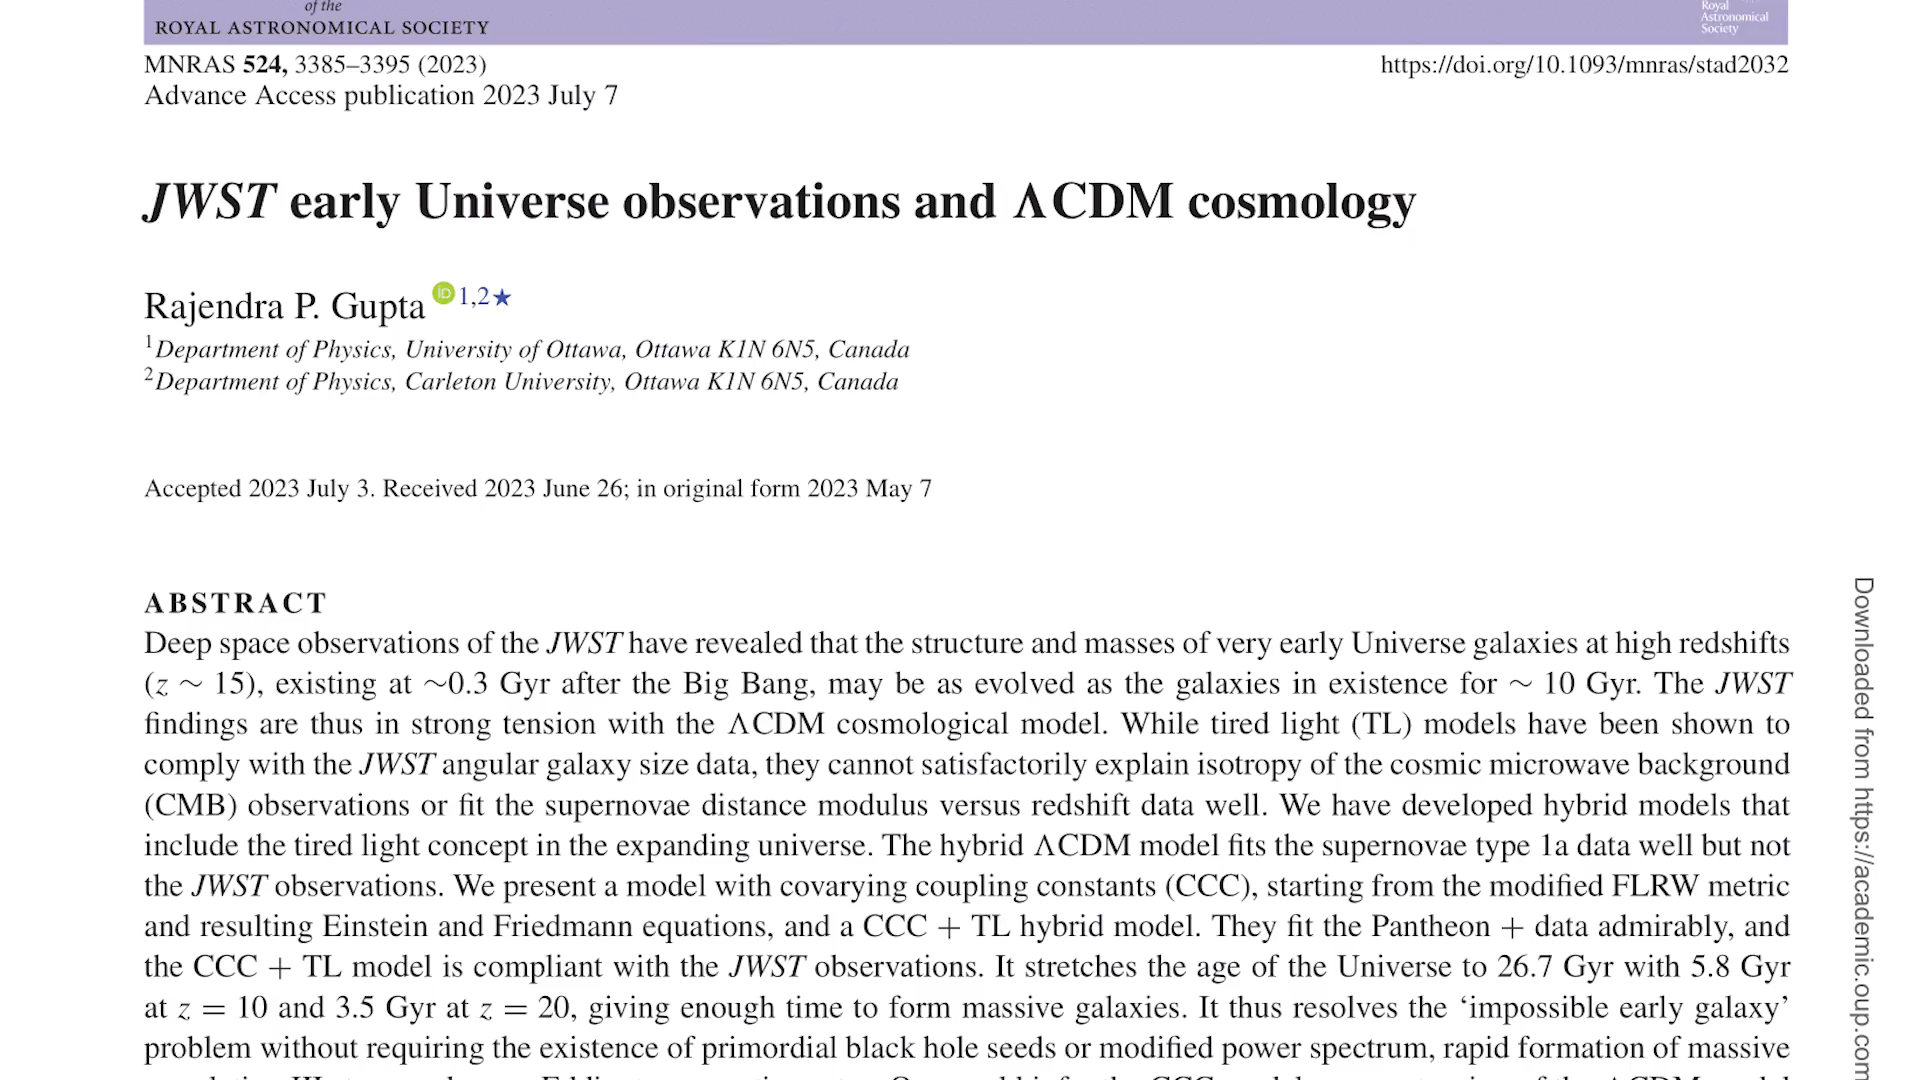 of the
ROYAL ASTRONOMICAL SOCIETY
Royal
Astronomical
Society
MNRAS 524, 3385–3395 (2023)
https://doi.org/10.1093/mnras/stad2032
Advance Access publication 2023 July 7
JWST early Universe observations and ΛCDM cosmology
Rajendra P. Gupta iD 1,2★
1Department of Physics, University of Ottawa, Ottawa K1N 6N5, Canada
2Department of Physics, Carleton University, Ottawa K1N 6N5, Canada
Accepted 2023 July 3. Received 2023 June 26; in original form 2023 May 7
ABSTRACT
Deep space observations of the JWST have revealed that the structure and masses of very early Universe galaxies at high redshifts
(z ∼ 15), existing at ∼0.3 Gyr after the Big Bang, may be as evolved as the galaxies in existence for ∼ 10 Gyr. The JWST
findings are thus in strong tension with the ΛCDM cosmological model. While tired light (TL) models have been shown to
comply with the JWST angular galaxy size data, they cannot satisfactorily explain isotropy of the cosmic microwave background
(CMB) observations or fit the supernovae distance modulus versus redshift data well. We have developed hybrid models that
include the tired light concept in the expanding universe. The hybrid ΛCDM model fits the supernovae type 1a data well but not
the JWST observations. We present a model with covarying coupling constants (CCC), starting from the modified FLRW metric
and resulting Einstein and Friedmann equations, and a CCC + TL hybrid model. They fit the Pantheon + data admirably, and
the CCC + TL model is compliant with the JWST observations. It stretches the age of the Universe to 26.7 Gyr with 5.8 Gyr
at z = 10 and 3.5 Gyr at z = 20, giving enough time to form massive galaxies. It thus resolves the ‘impossible early galaxy’
problem without requiring the existence of primordial black hole seeds or modified power spectrum, rapid formation of massive
Downloaded from https://academic.oup.com